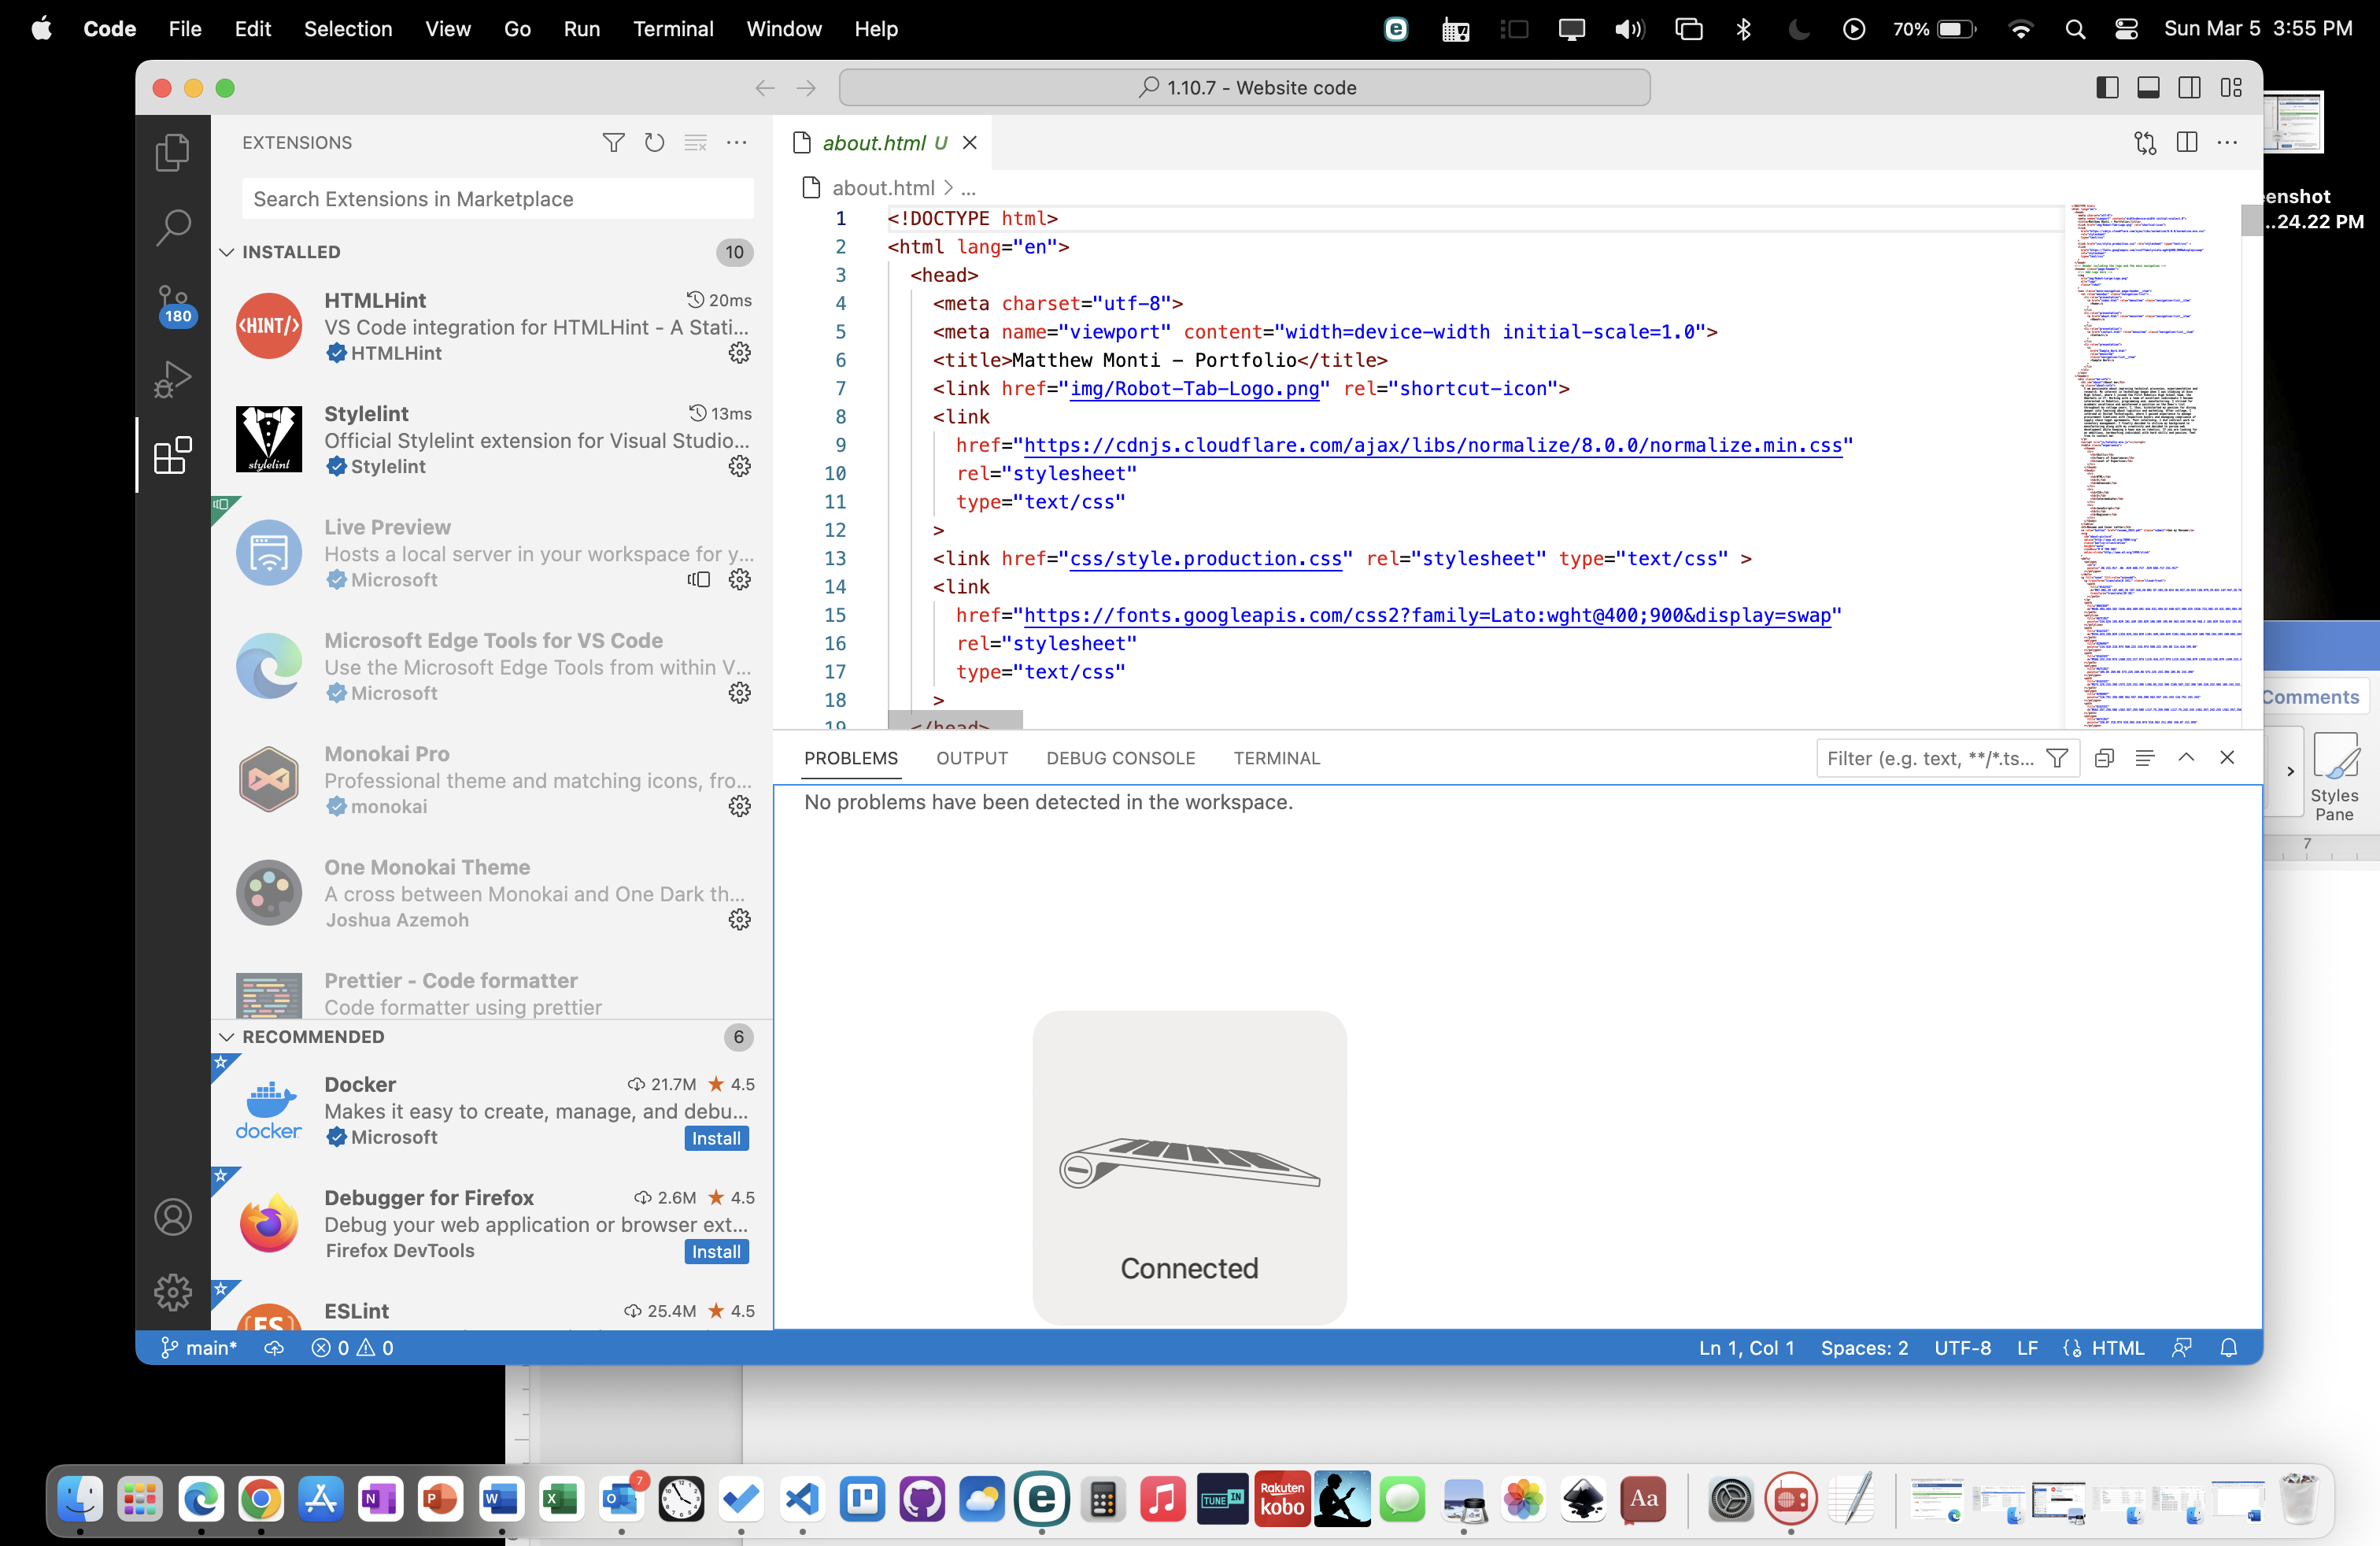 Code File Edit Selection View Go Run Terminal Window Help 70% Sun Mar 5 3:55 PM
1.10.7 - Website code
EXTENSIONS
Search Extensions in Marketplace
INSTALLED 10
HTMLHint 20ms
VS Code integration for HTMLHint - A Stati...
HTMLHint
<HINT/>
180
Stylelint 13ms
Official Stylelint extension for Visual Studio...
Stylelint
stylelint
Live Preview
Hosts a local server in your workspace for y...
Microsoft
Microsoft Edge Tools for VS Code
Use the Microsoft Edge Tools from within V...
Microsoft
Monokai Pro
Professional theme and matching icons, fro...
monokai
One Monokai Theme
A cross between Monokai and One Dark th...
Joshua Azemoh
Prettier - Code formatter
Code formatter using prettier
RECOMMENDED 6
Docker 21.7M 4.5
Makes it easy to create, manage, and debu...
Microsoft Install
docker
Debugger for Firefox 2.6M 4.5
Debug your web application or browser ext...
Firefox DevTools Install
ESLint 25.4M 4.5
ES
about.html U
about.html > ...
1 <!DOCTYPE html>
2 <html lang="en">
3 <head>
4 <meta charset="utf-8">
5 <meta name="viewport" content="width=device-width initial-scale=1.0">
6 <title>Matthew Monti - Portfolio</title>
7 <link href="img/Robot-Tab-Logo.png" rel="shortcut-icon">
8 <link
9 href="https://cdnjs.cloudflare.com/ajax/libs/normalize/8.0.0/normalize.min.css"
10 rel="stylesheet"
11 type="text/css"
12 >
13 <link href="css/style.production.css" rel="stylesheet" type="text/css" >
14 <link
15 href="https://fonts.googleapis.com/css2?family=Lato:wght@400;900&display=swap"
16 rel="stylesheet"
17 type="text/css"
18 >
19 </head>
PROBLEMS OUTPUT DEBUG CONSOLE TERMINAL Filter (e.g. text, **/*.ts...
No problems have been detected in the workspace.
Connected
main* 0 0 Ln 1, Col 1 Spaces: 2 UTF-8 LF HTML
enshot
...24.22 PM
Comments
Styles
Pane
7
7
TUNE IN
Rakuten
kobo
Aa